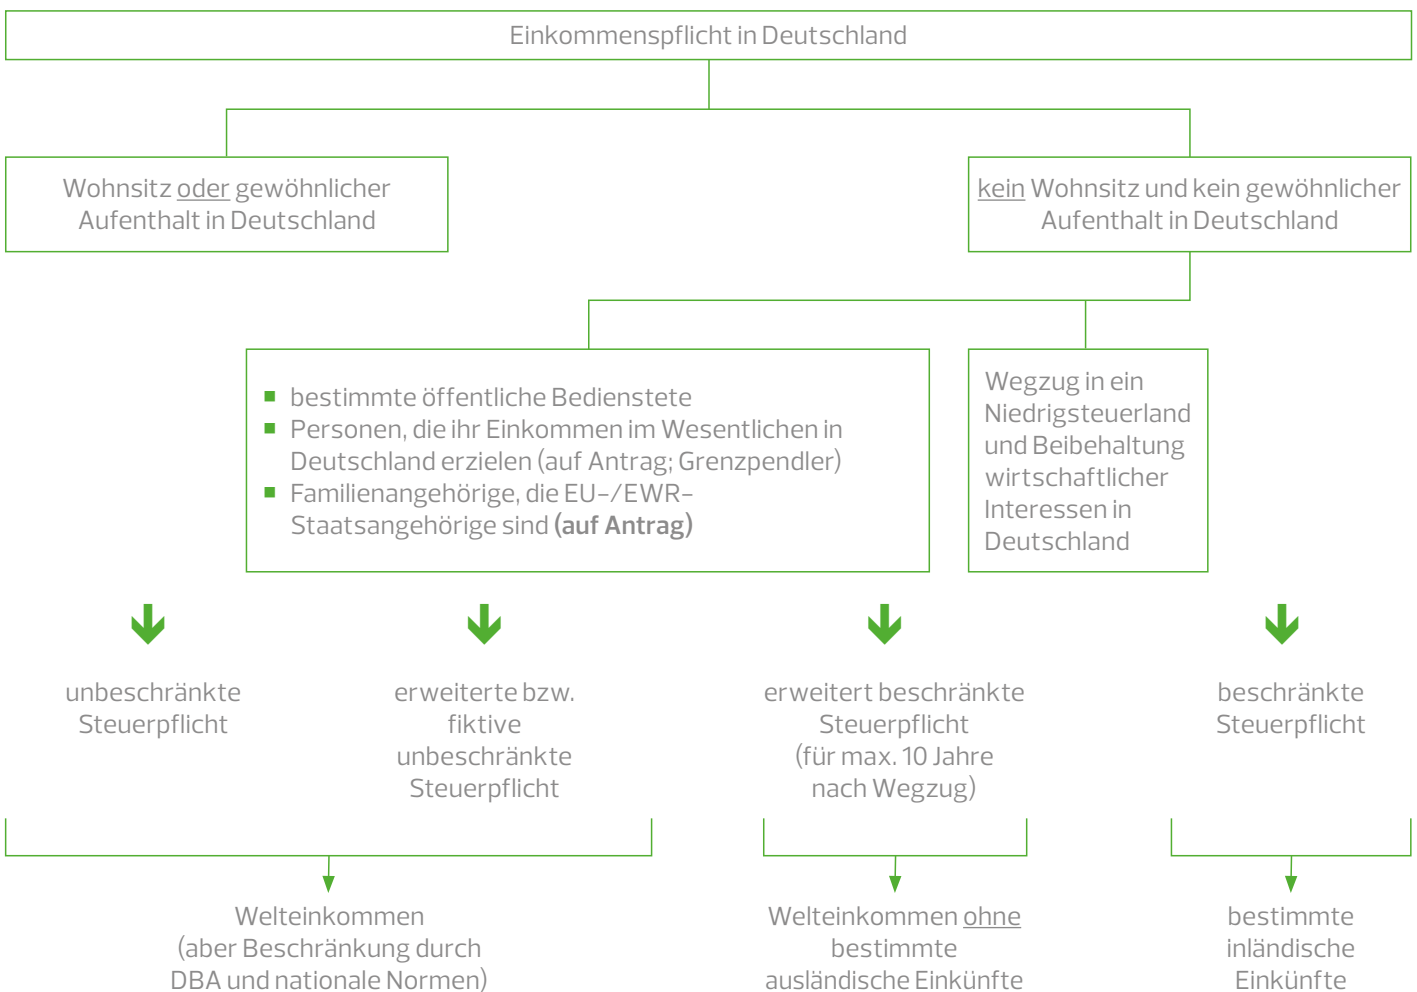 Einkommenspflicht in Deutschland
Wohnsitz oder gewöhnlicher
Aufenthalt in Deutschland
kein Wohnsitz und kein gewöhnlicher
Aufenthalt in Deutschland
bestimmte öffentliche Bedienstete
Personen, die ihr Einkommen im Wesentlichen in
Deutschland erzielen (auf Antrag; Grenzpendler)
Familienangehörige, die EU-/EWR-
Staatsangehörige sind (auf Antrag)
Wegzug in ein
Niedrigsteuerland
und Beibehaltung
wirtschaftlicher
Interessen in
Deutschland
unbeschränkte
Steuerpflicht
erweiterte bzw.
fiktive
unbeschränkte
Steuerpflicht
erweitert beschränkte
Steuerpflicht
(für max. 10 Jahre
nach Wegzug)
beschränkte
Steuerpflicht
Welteinkommen
(aber Beschränkung durch
DBA und nationale Normen)
Welteinkommen ohne
bestimmte
ausländische Einkünfte
bestimmte
inländische
Einkünfte